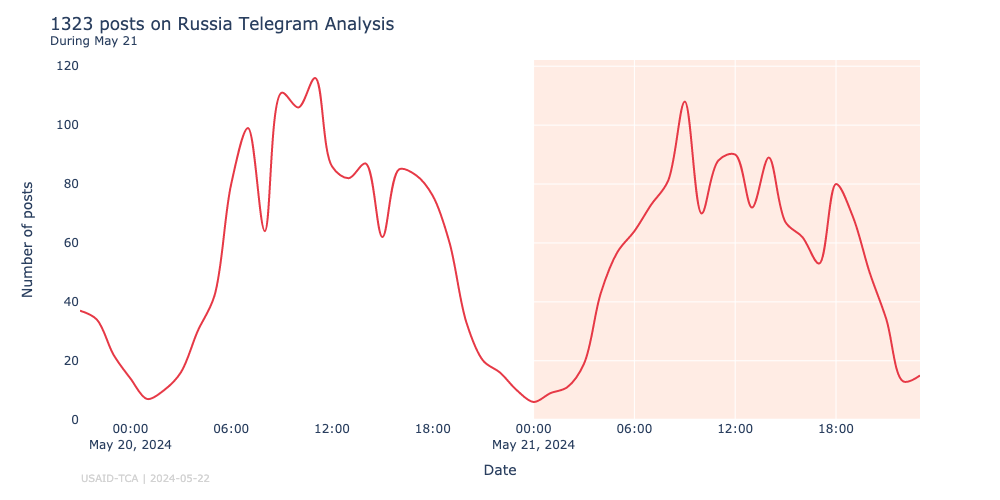 1323 posts on Russia Telegram Analysis
During May 21
120
100
80
60
40
20
0
Number of posts
00:00 06:00 12:00 18:00 00:00 06:00 12:00 18:00
May 20, 2024 May 21, 2024
Date
USAID-TCA | 2024-05-22